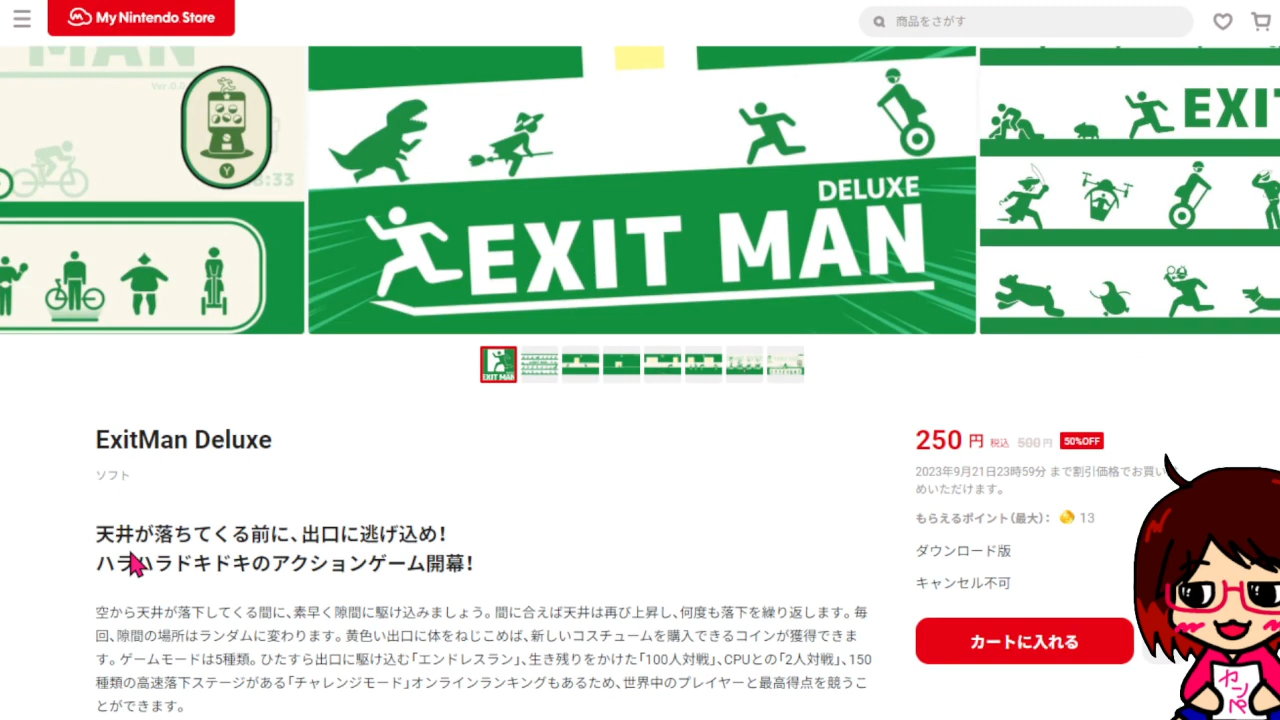 My Nintendo Store
商品をさがす
MAN
Ver.0.
Y
8:33
DELUXE
EXIT MAN
EXIT
EXIT MAN
ExitMan Deluxe
ソフト
250 円 税込 500円 50%OFF
2023年9月21日23時59分 まで割引価格でお買い
めいただけます。
もらえるポイント(最大): 13
ダウンロード版
キャンセル不可
カートに入れる
天井が落ちてくる前に、出口に逃げ込め!
ハラハラドキドキのアクションゲーム開幕!
空から天井が落下してくる間に、素早く隙間に駆け込みましょう。間に合えば天井は再び上昇し、何度も落下を繰り返します。毎
回、隙間の場所はランダムに変わります。黄色い出口に体をねじこめば、新しいコスチュームを購入できるコインが獲得できま
す。ゲームモードは5種類。ひたすら出口に駆け込む「エンドレスラン」、生き残りをかけた「100人対戦」、CPUとの「2人対戦」、150
種類の高速落下ステージがある「チャレンジモード」オンラインランキングもあるため、世界中のプレイヤーと最高得点を競うこ
とができます。
カンペ